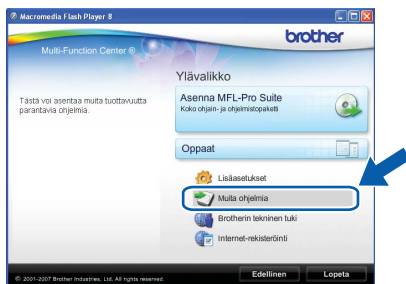 Macromedia Flash Player 8
brother
Multi-Function Center ®
Ylävalikko
Tästä voi asentaa muita tuottavuutta
parantavia ohjelmia.
Asenna MFL-Pro Suite
Koko ohjain- ja ohjelmistopaketti
Oppaat
Lisäasetukset
Muita ohjelmia
Brotherin tekninen tuki
Internet-rekisteröinti
© 2001-2007 Brother Industries, Ltd. All rights reserved.
Edellinen
Lopeta